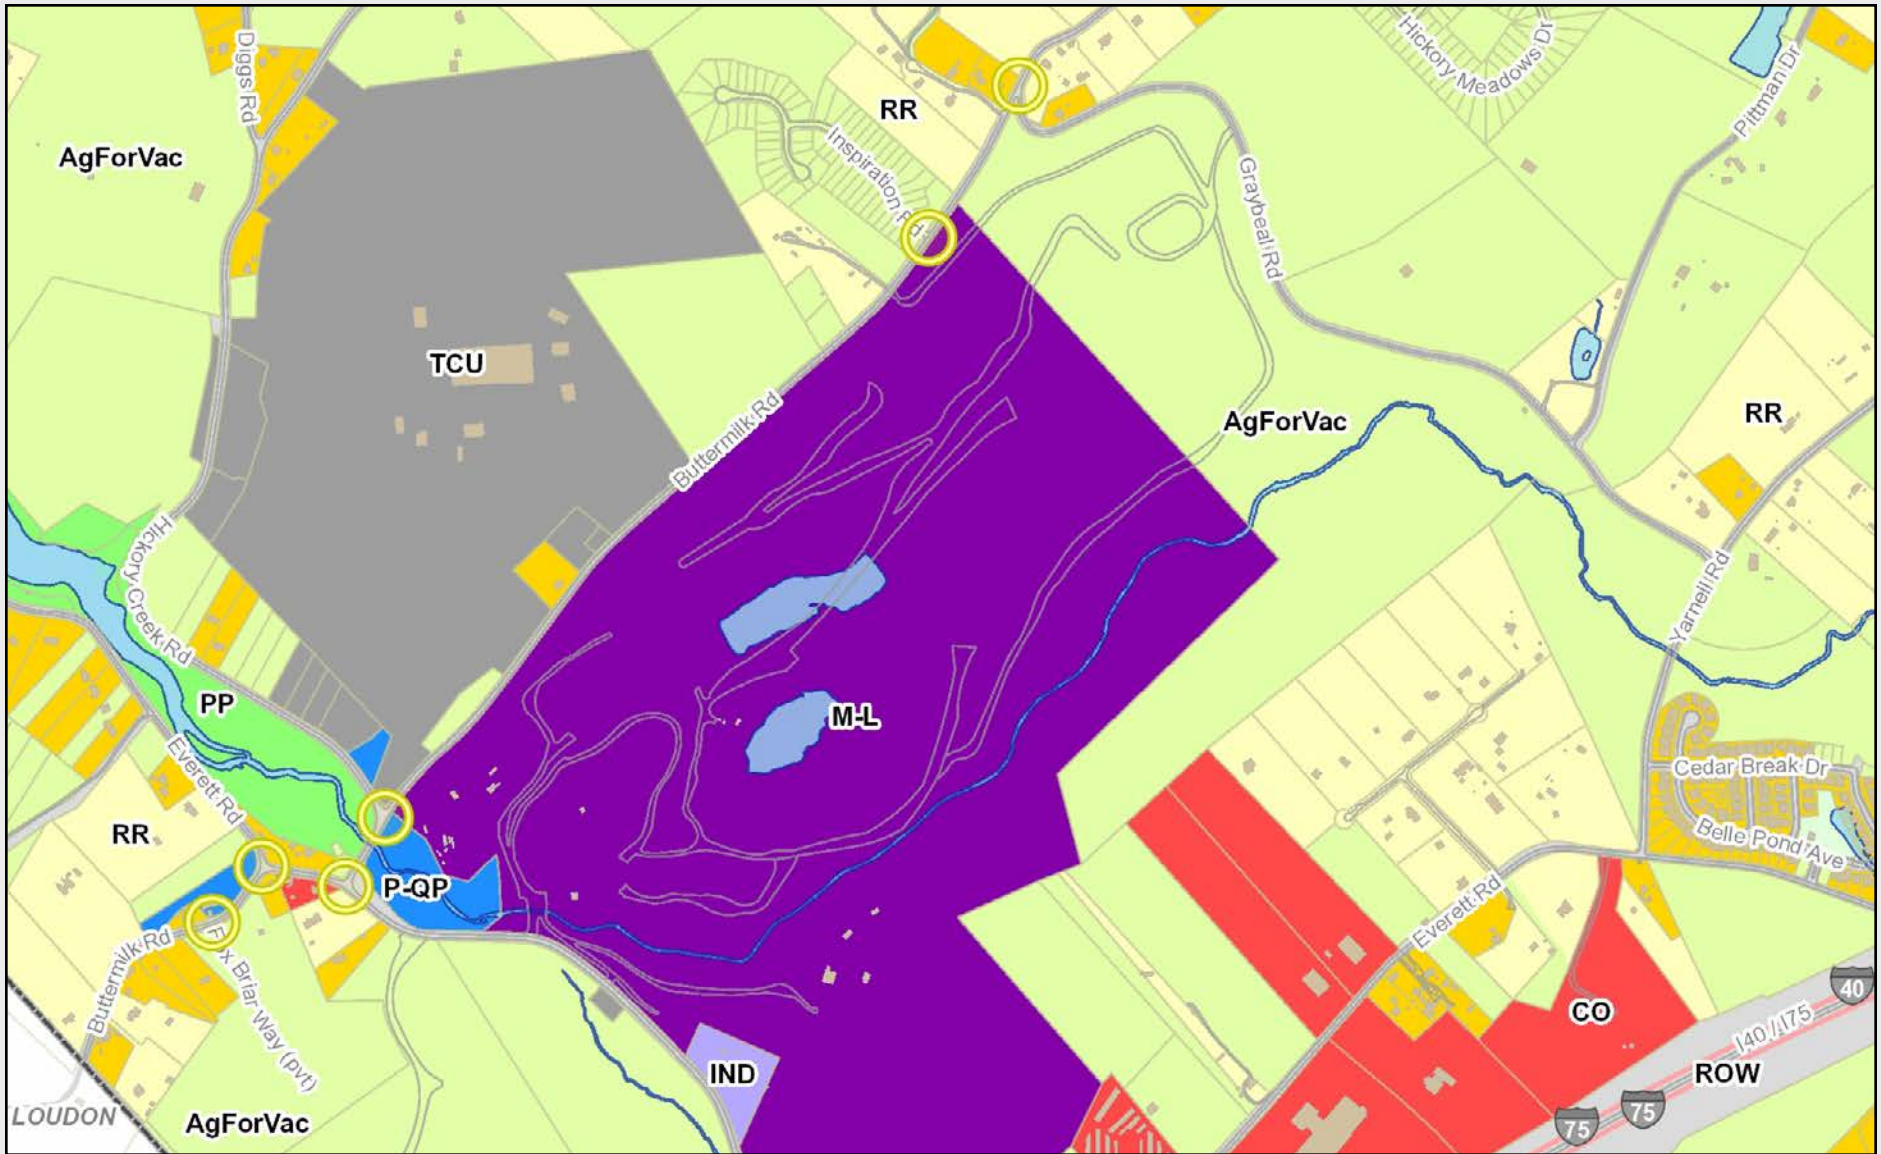 Diggs Rd
Hickory Meadows Dr
Pittman Dr
RR
AgForVac
Inspiration Rd
Graybeal Rd
TCU
Buttermilk Rd
AgForVac
RR
Hickory Creek Rd
Yarnell Rd
PP
M-L
Everett Rd
Cedar Break Dr
RR
Belle Pond Ave
P-QP
Everett Rd
Buttermilk Rd
Briar Way (pvt)
CO
40
I40 / I75
IND
ROW
LOUDON
AgForVac
75
75